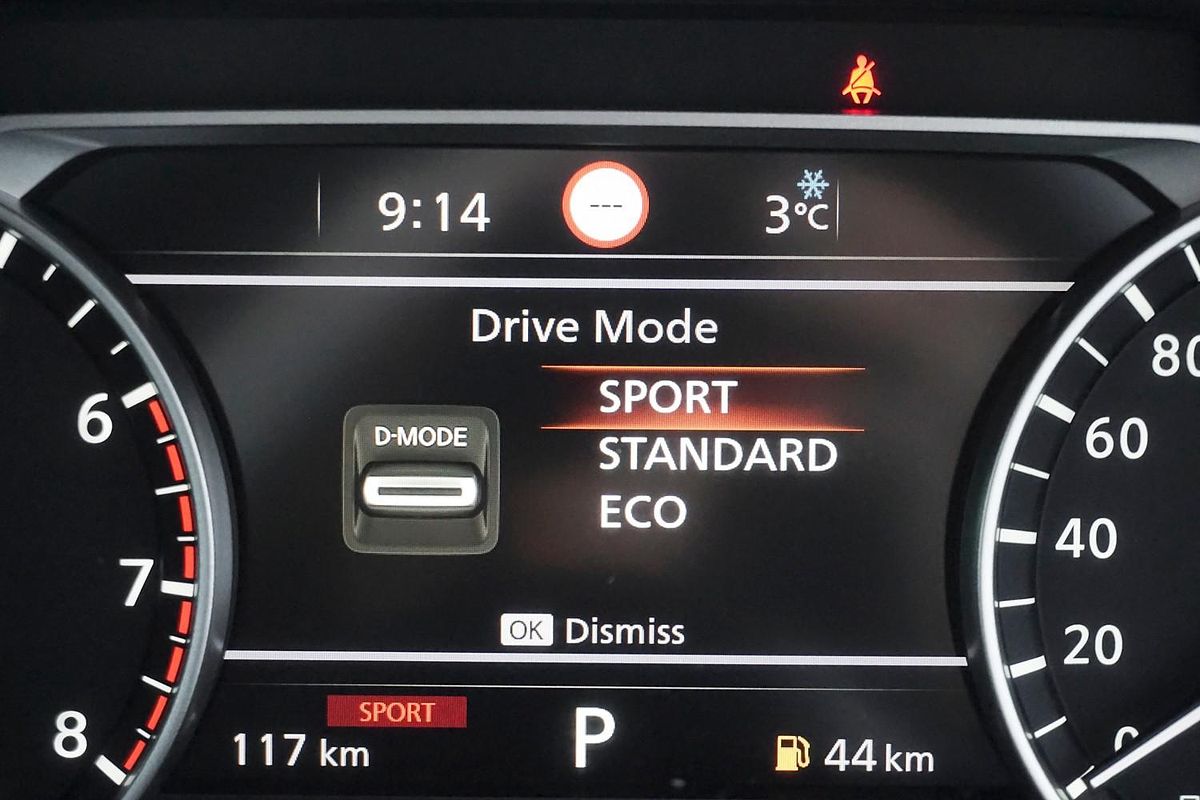 9:14
---
3°C
Drive Mode
SPORT
STANDARD
ECO
D-MODE
OK Dismiss
SPORT
117 km
P
44 km
6
7
8
80
60
40
20
0